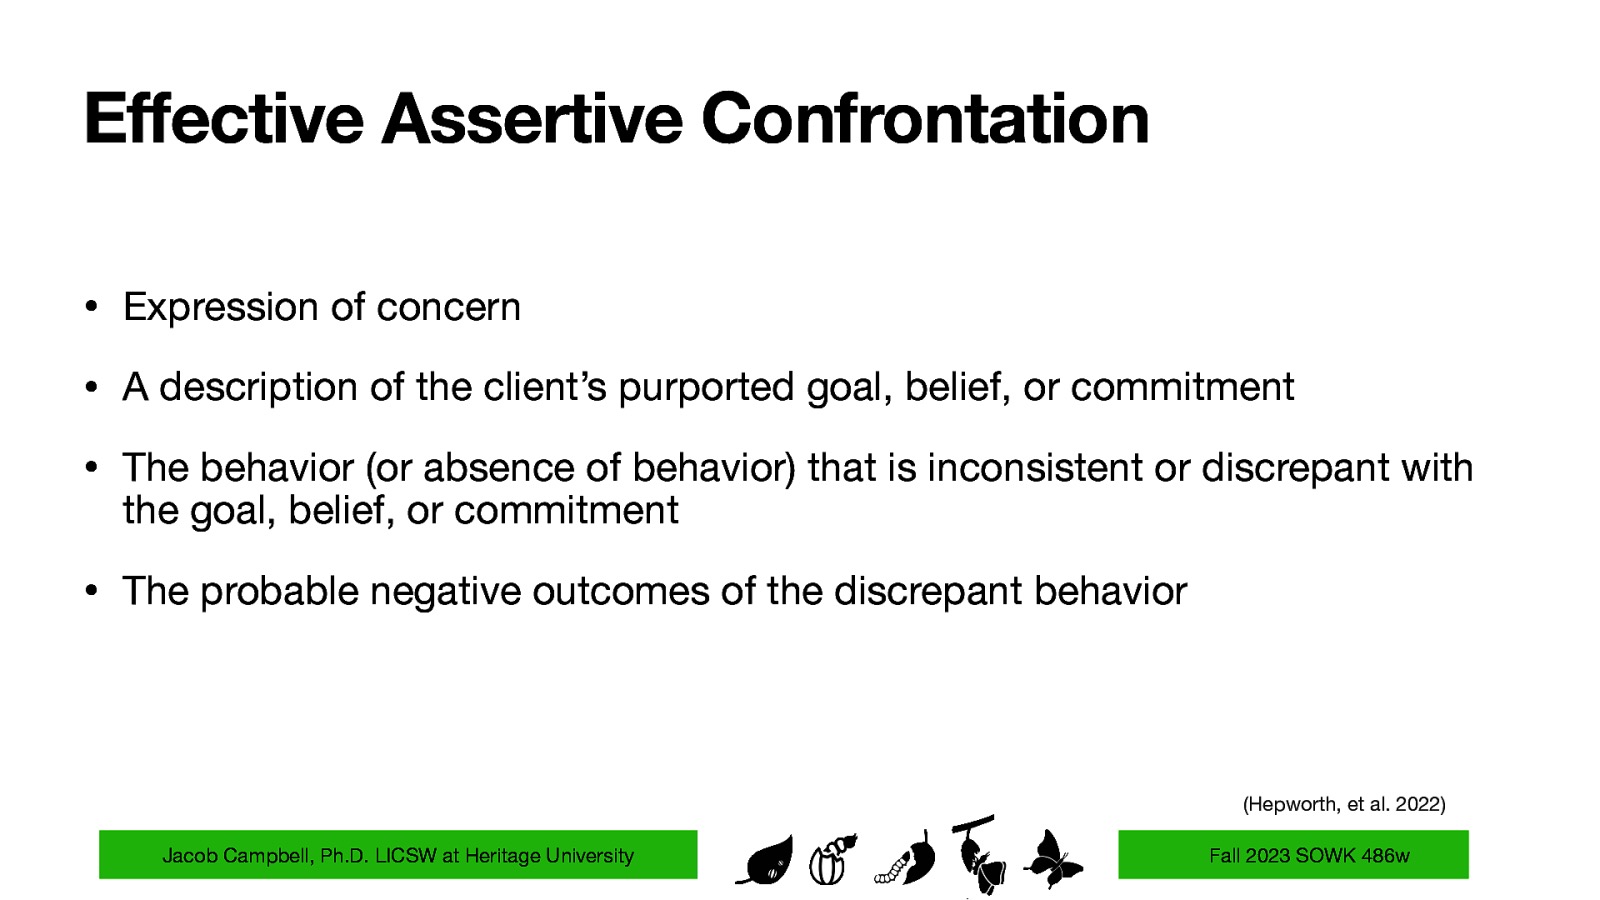 Effective Assertive Confrontation
• Expression of concern
• A description of the client’s purported goal, belief, or commitment
• The behavior (or absence of behavior) that is inconsistent or discrepant with
the goal, belief, or commitment
• The probable negative outcomes of the discrepant behavior
(Hepworth, et al. 2022)
Jacob Campbell, Ph.D. LICSW at Heritage University
Fall 2023 SOWK 486w